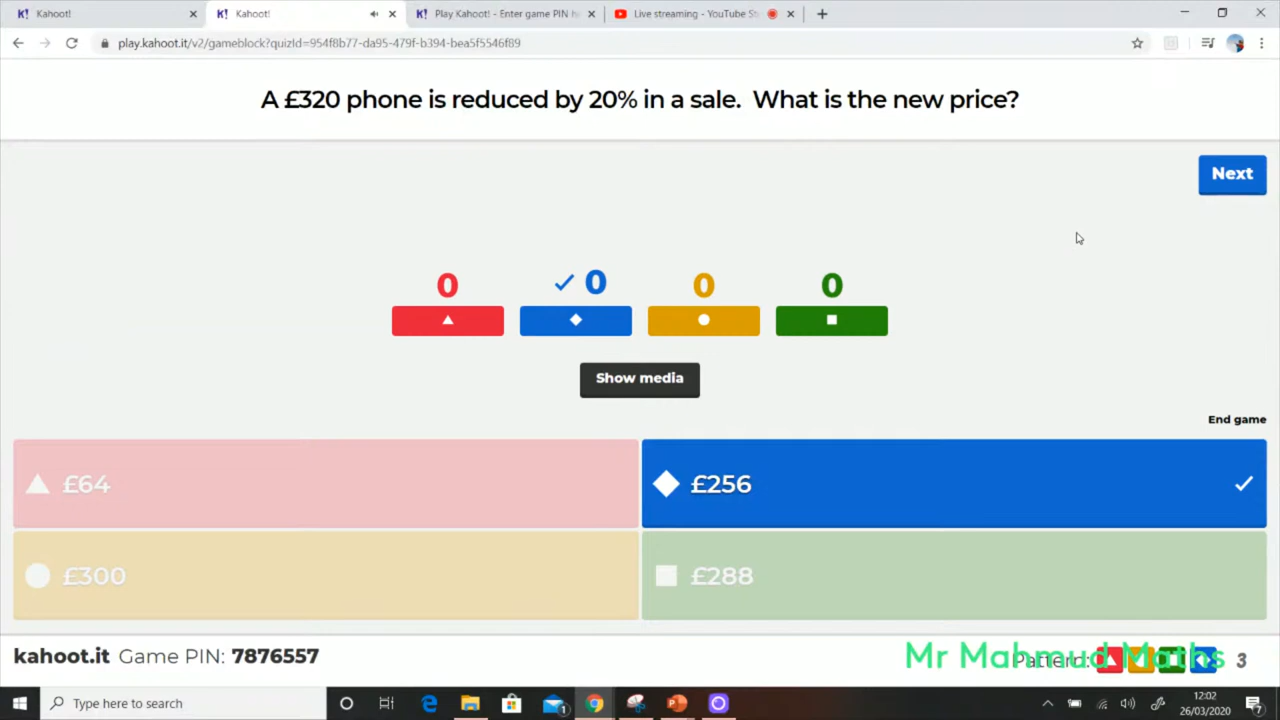 K! Kahoot!
K! Kahoot!
K! Play Kahoot! - Enter game PIN h
Live streaming - YouTube S
play.kahoot.it/v2/gameblock?quizId=954f8b77-da95-479f-b394-bea5f5546f89
A £320 phone is reduced by 20% in a sale. What is the new price?
Next
0 0 0 0
Show media
End game
£64 £256
£300 £288
kahoot.it Game PIN: 7876557
Mr Mahmud Maths
Pattern: 3
Type here to search
1
12:02
26/03/2020
7